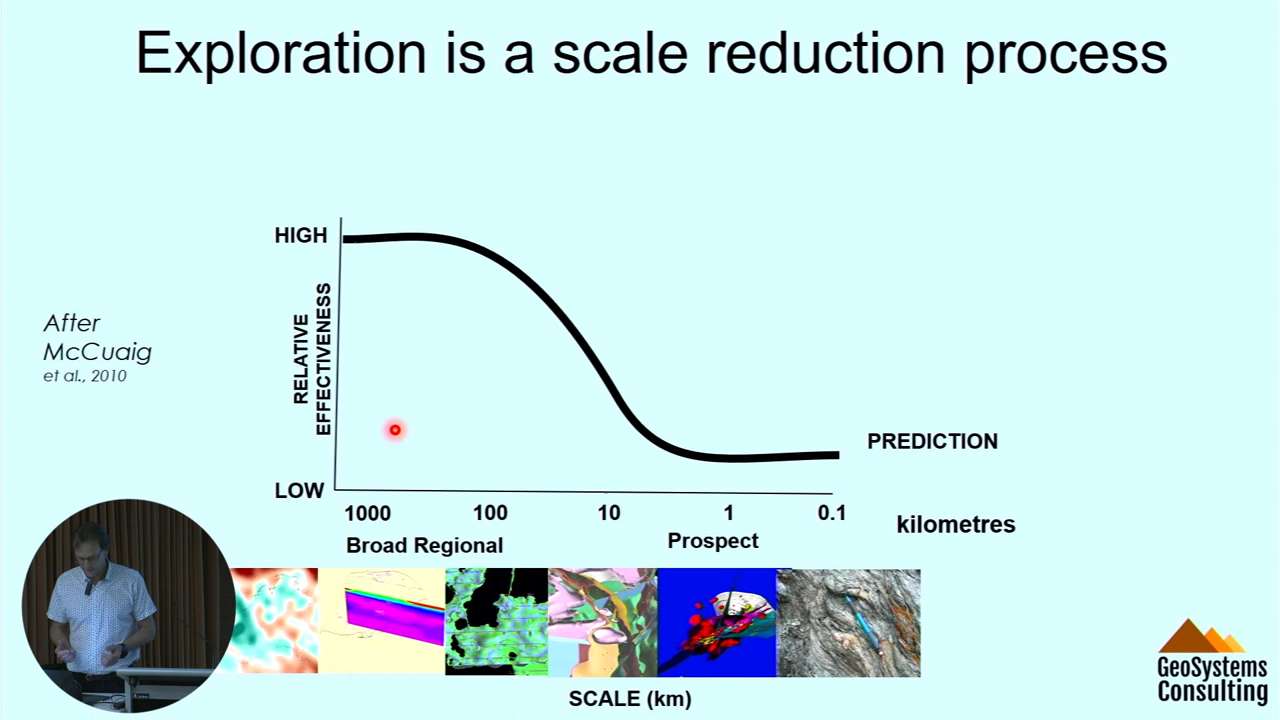 Exploration is a scale reduction process
HIGH
RELATIVE
EFFECTIVENESS
After
McCuaig
et al., 2010
PREDICTION
LOW
1000 100 10 1 0.1
kilometres
Broad Regional
Prospect
SCALE (km)
GeoSystems
Consulting